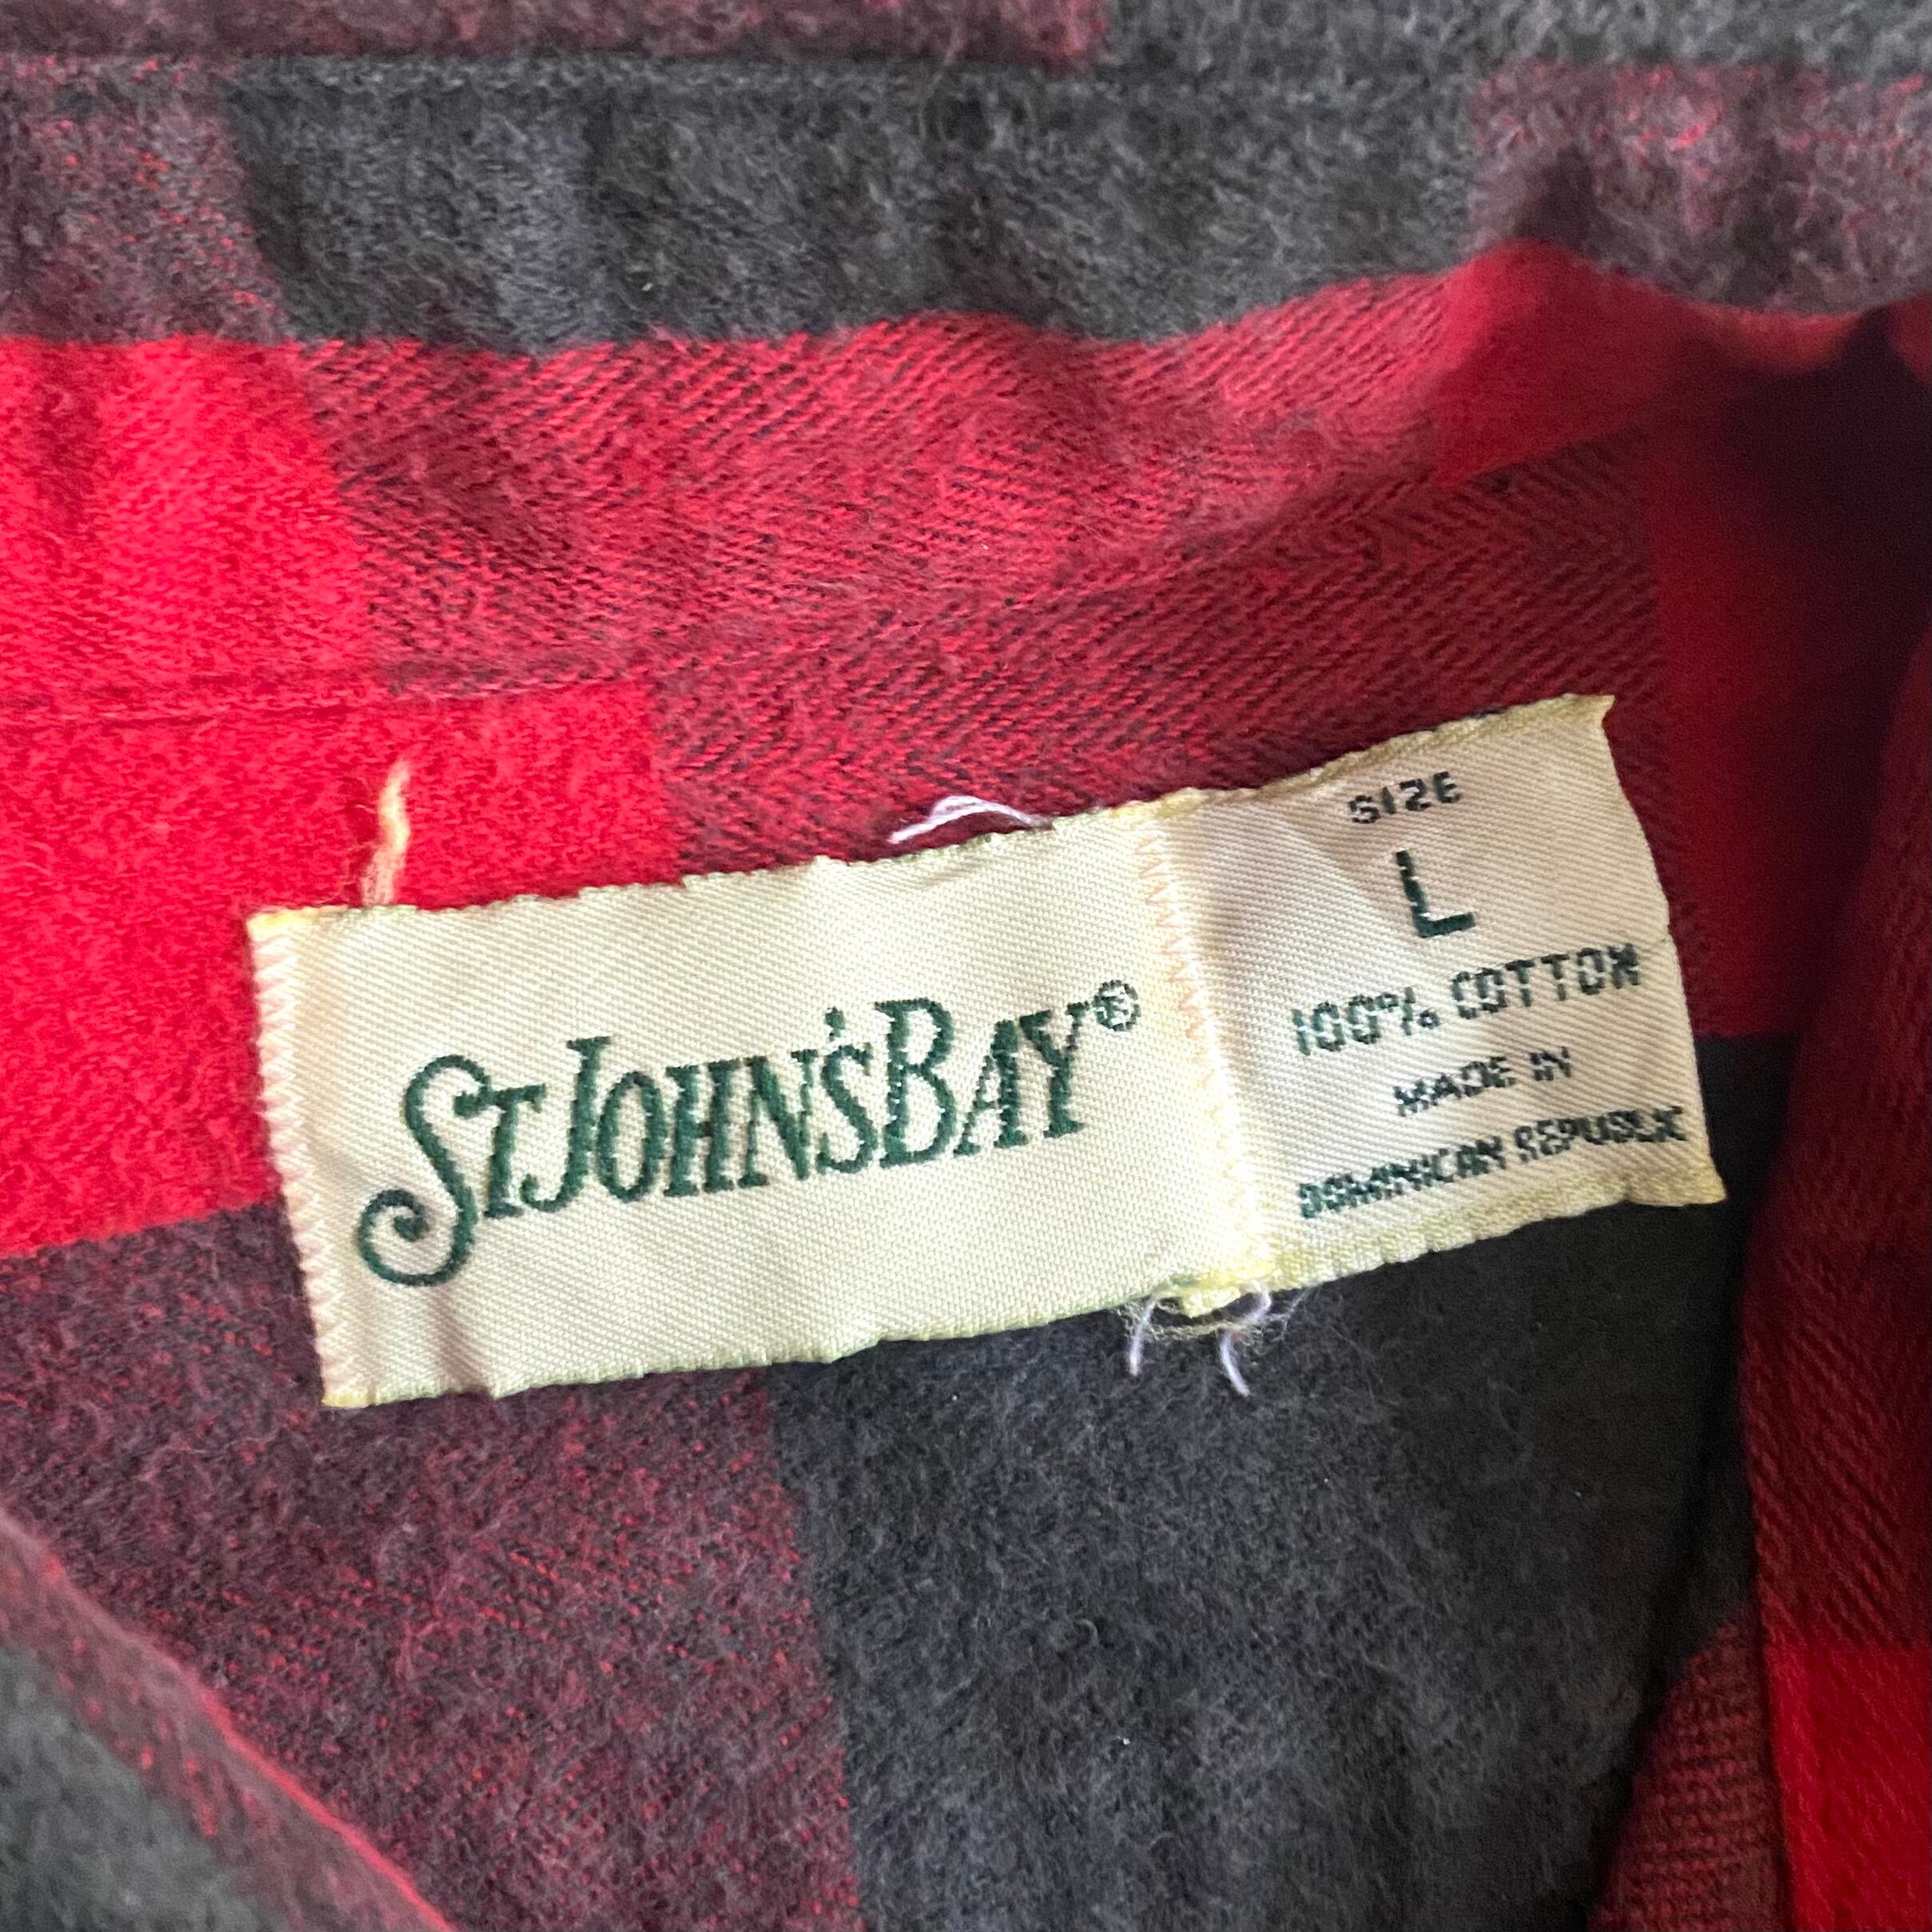 ST JOHN'S BAY®
SIZE
L
100% COTTON
MADE IN
DOMINICAN REPUBLIC